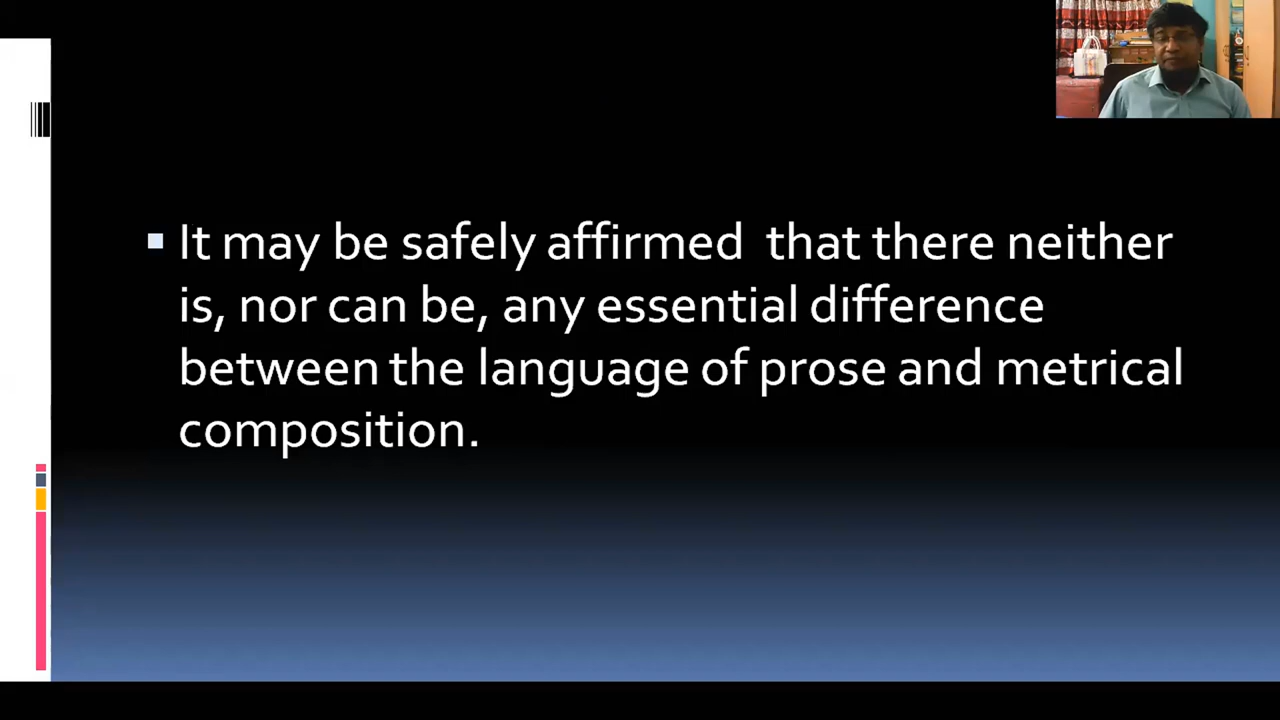 It may be safely affirmed  that there neither
is, nor can be, any essential difference
between the language of prose and metrical
composition.